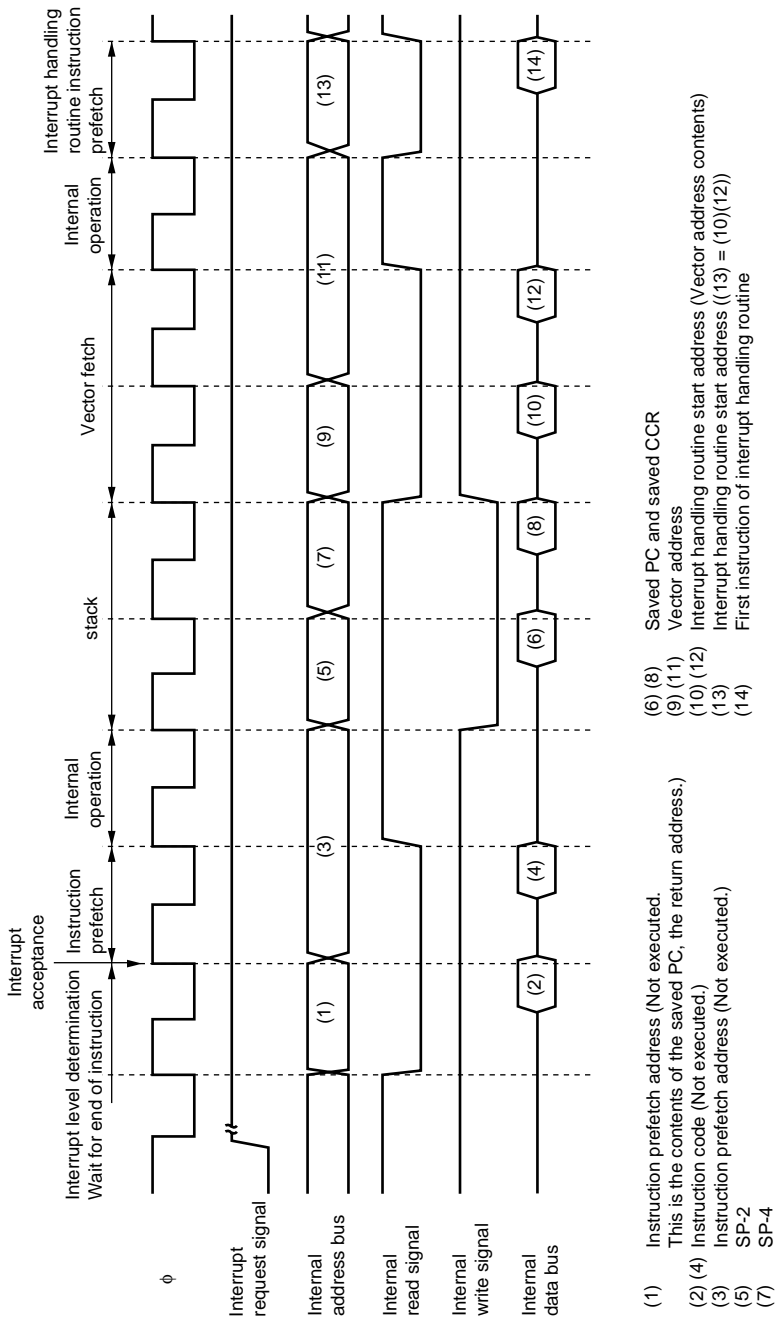 Interrupt
acceptance
Interrupt level determination
Wait for end of instruction
Instruction
prefetch
Internal
operation
stack
Vector fetch
Internal
operation
Interrupt handling
routine instruction
prefetch
φ
Interrupt
request signal
Internal
address bus
(1)
(3)
(5)
(7)
(9)
(11)
(13)
Internal
read signal
Internal
write signal
Internal
data bus
(2)
(4)
(6)
(8)
(10)
(12)
(14)
(1) Instruction prefetch address (Not executed.
This is the contents of the saved PC, the return address.)
(2) (4) Instruction code (Not executed.)
(3) Instruction prefetch address (Not executed.)
(5) SP-2
(7) SP-4
(6) (8) Saved PC and saved CCR
(9) (11) Vector address
(10) (12) Interrupt handling routine start address (Vector address contents)
(13) Interrupt handling routine start address ((13) = (10)(12))
(14) First instruction of interrupt handling routine